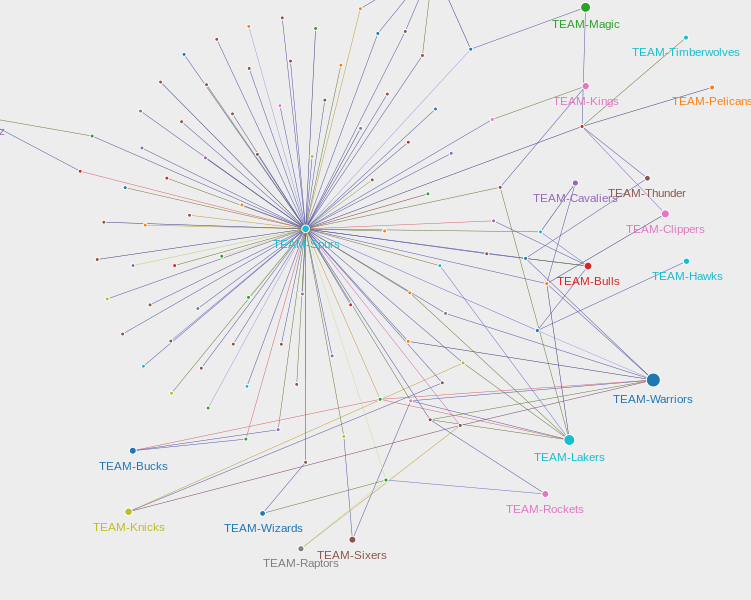 TEAM-Magic
TEAM-Timberwolves
TEAM-Kings
TEAM-Pelicans
z
TEAM-Cavaliers
TEAM-Thunder
TEAM-Clippers
TEAM-Spurs
TEAM-Bulls
TEAM-Hawks
TEAM-Warriors
TEAM-Lakers
TEAM-Bucks
TEAM-Rockets
TEAM-Knicks
TEAM-Wizards
TEAM-Sixers
TEAM-Raptors